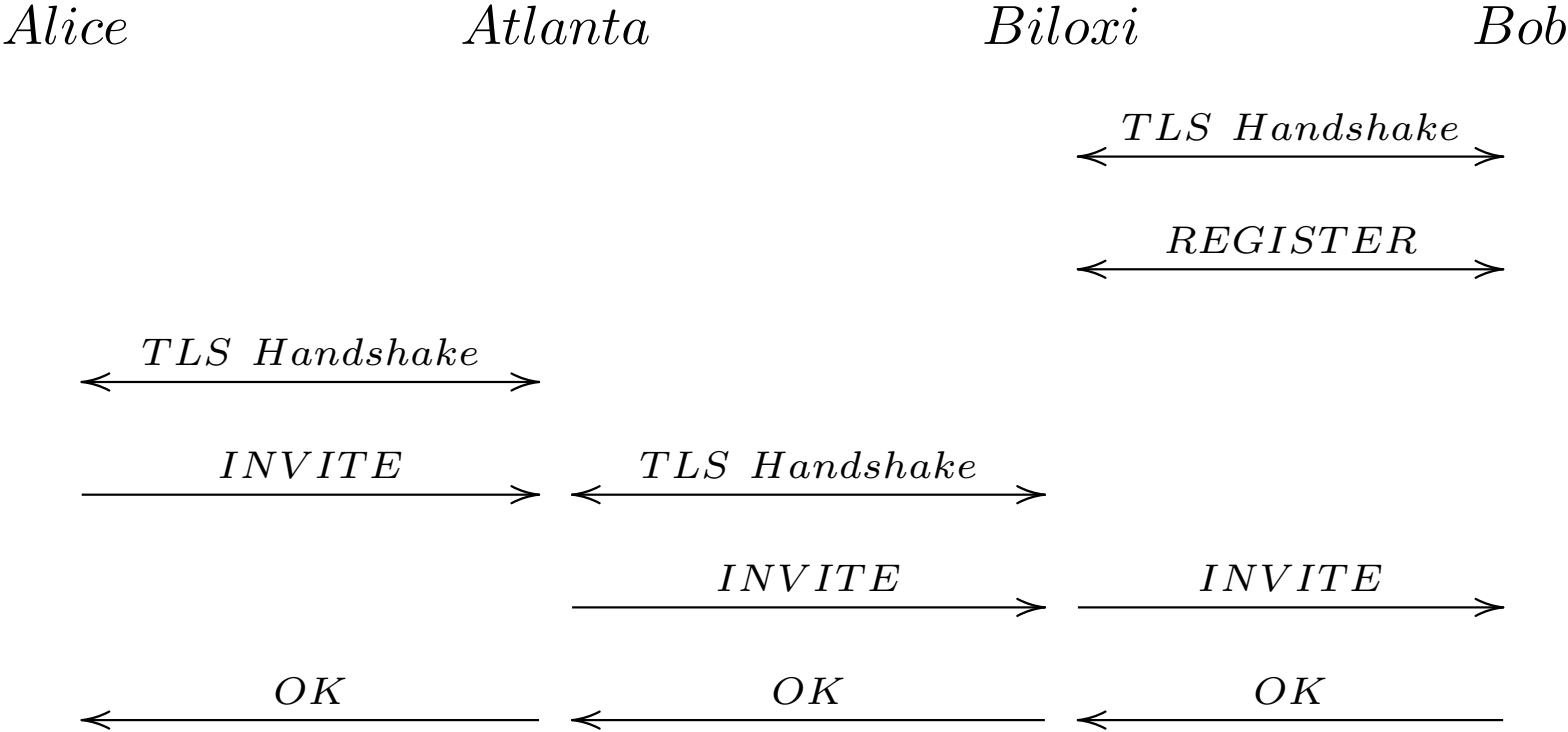 Alice Atlanta Biloxi Bob
TLS Handshake
REGISTER
TLS Handshake
INVITE TLS Handshake
INVITE INVITE
OK OK OK